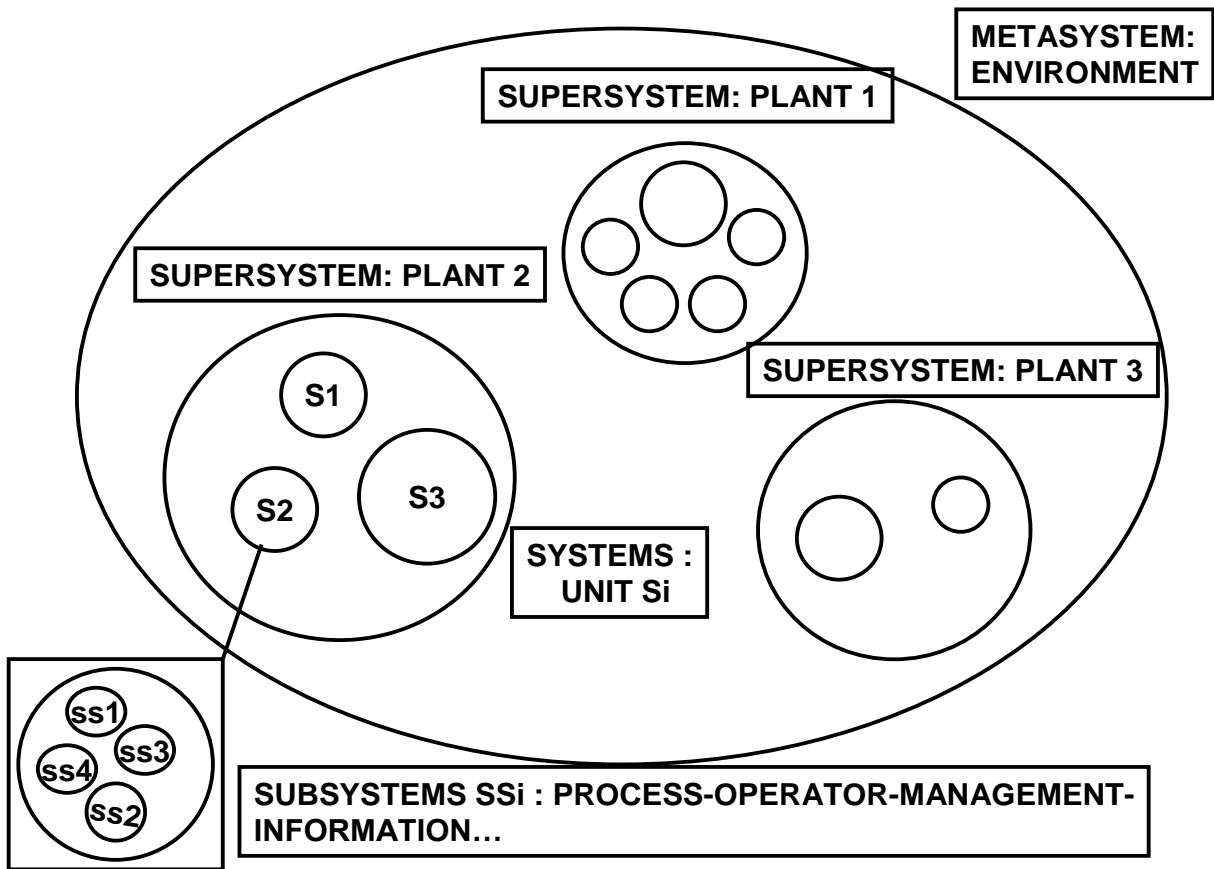 METASYSTEM:
ENVIRONMENT
SUPERSYSTEM: PLANT 1
SUPERSYSTEM: PLANT 2
SUPERSYSTEM: PLANT 3
S1
S2
S3
SYSTEMS :
UNIT Si
ss1
ss3
ss4
ss2
SUBSYSTEMS SSi : PROCESS-OPERATOR-MANAGEMENT-
INFORMATION…